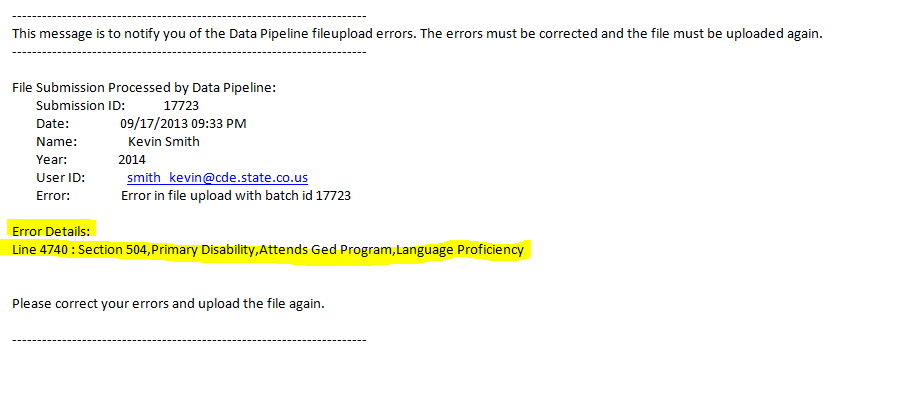 -----------------------------------------------------------------------
This message is to notify you of the Data Pipeline fileupload errors. The errors must be corrected and the file must be uploaded again.
-----------------------------------------------------------------------
File Submission Processed by Data Pipeline:
Submission ID: 17723
Date: 09/17/2013 09:33 PM
Name: Kevin Smith
Year: 2014
User ID: smith_kevin@cde.state.co.us
Error: Error in file upload with batch id 17723
Error Details:
Line 4740 : Section 504,Primary Disability,Attends Ged Program,Language Proficiency
Please correct your errors and upload the file again.
-----------------------------------------------------------------------